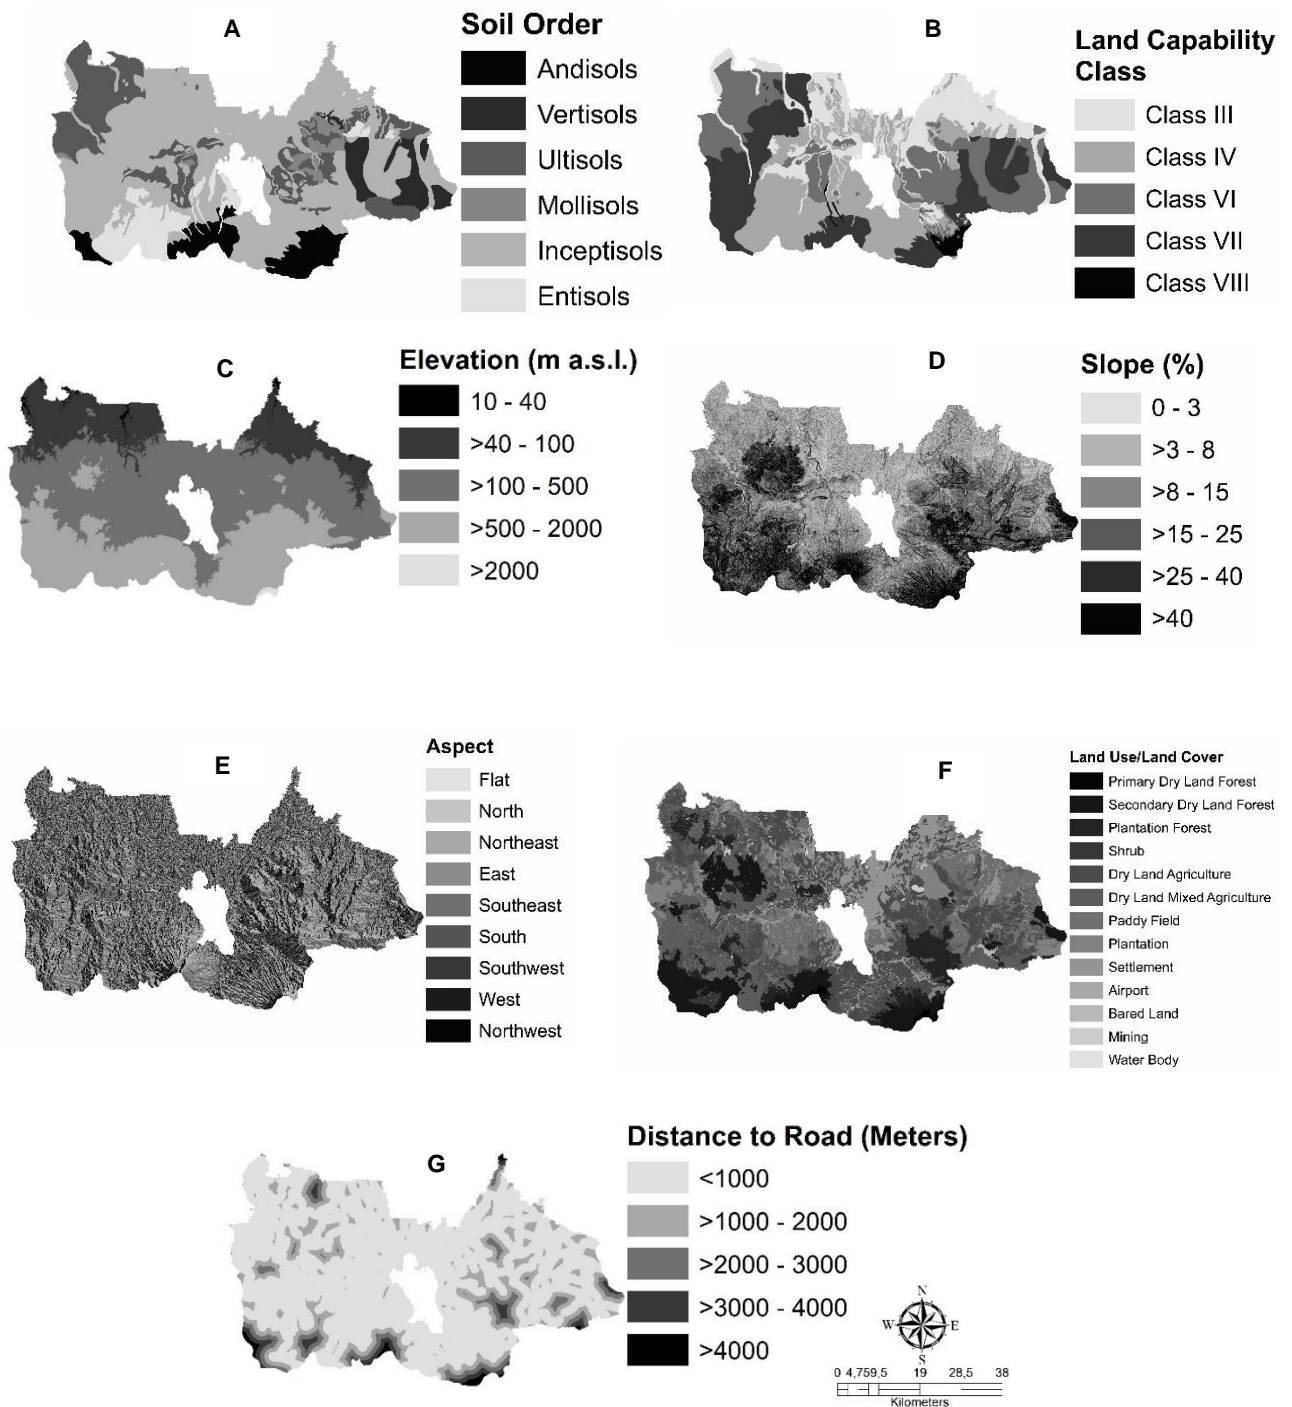 A
Soil Order
Andisols
Vertisols
Ultisols
Mollisols
Inceptisols
Entisols
B
Land Capability
Class
Class III
Class IV
Class VI
Class VII
Class VIII
C
Elevation (m a.s.l.)
10 - 40
>40 - 100
>100 - 500
>500 - 2000
>2000
D
Slope (%)
0 - 3
>3 - 8
>8 - 15
>15 - 25
>25 - 40
>40
E
Aspect
Flat
North
Northeast
East
Southeast
South
Southwest
West
Northwest
F
Land Use/Land Cover
Primary Dry Land Forest
Secondary Dry Land Forest
Plantation Forest
Shrub
Dry Land Agriculture
Dry Land Mixed Agriculture
Paddy Field
Plantation
Settlement
Airport
Bared Land
Mining
Water Body
G
Distance to Road (Meters)
<1000
>1000 - 2000
>2000 - 3000
>3000 - 4000
>4000
N
W E
S
0 4,759,5 19 28,5 38
Kilometers